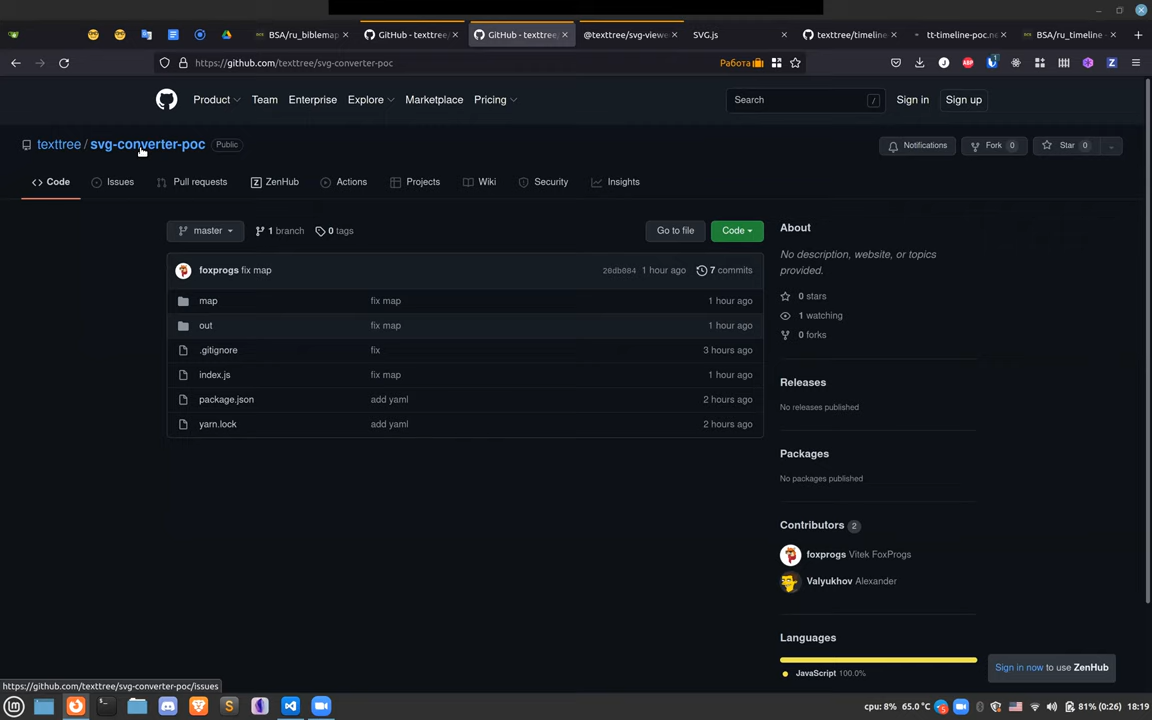 BSA/ru_biblemap
GitHub - texttree/
GitHub - texttree/
@texttree/svg-viewe
SVG.js
texttree/timeline
tt-timeline-poc.ne
BSA/ru_timeline -
https://github.com/texttree/svg-converter-poc
Работа
Product
Team
Enterprise
Explore
Marketplace
Pricing
Search
/
Sign in
Sign up
texttree / svg-converter-poc
Public
Notifications
Fork 0
Star 0
Code
Issues
Pull requests
ZenHub
Actions
Projects
Wiki
Security
Insights
master
1 branch
0 tags
Go to file
Code
About
No description, website, or topics
provided.
0 stars
1 watching
0 forks
foxprogs fix map
20db084 1 hour ago
7 commits
map fix map 1 hour ago
out fix map 1 hour ago
.gitignore fix 3 hours ago
index.js fix map 1 hour ago
package.json add yaml 2 hours ago
yarn.lock add yaml 2 hours ago
Releases
No releases published
Packages
No packages published
Contributors 2
foxprogs Vitek FoxProgs
Valyukhov Alexander
Languages
JavaScript 100.0%
Sign in now to use ZenHub
https://github.com/texttree/svg-converter-poc/issues
cpu: 8% 65.0 °C
81% (0:26)
18:19